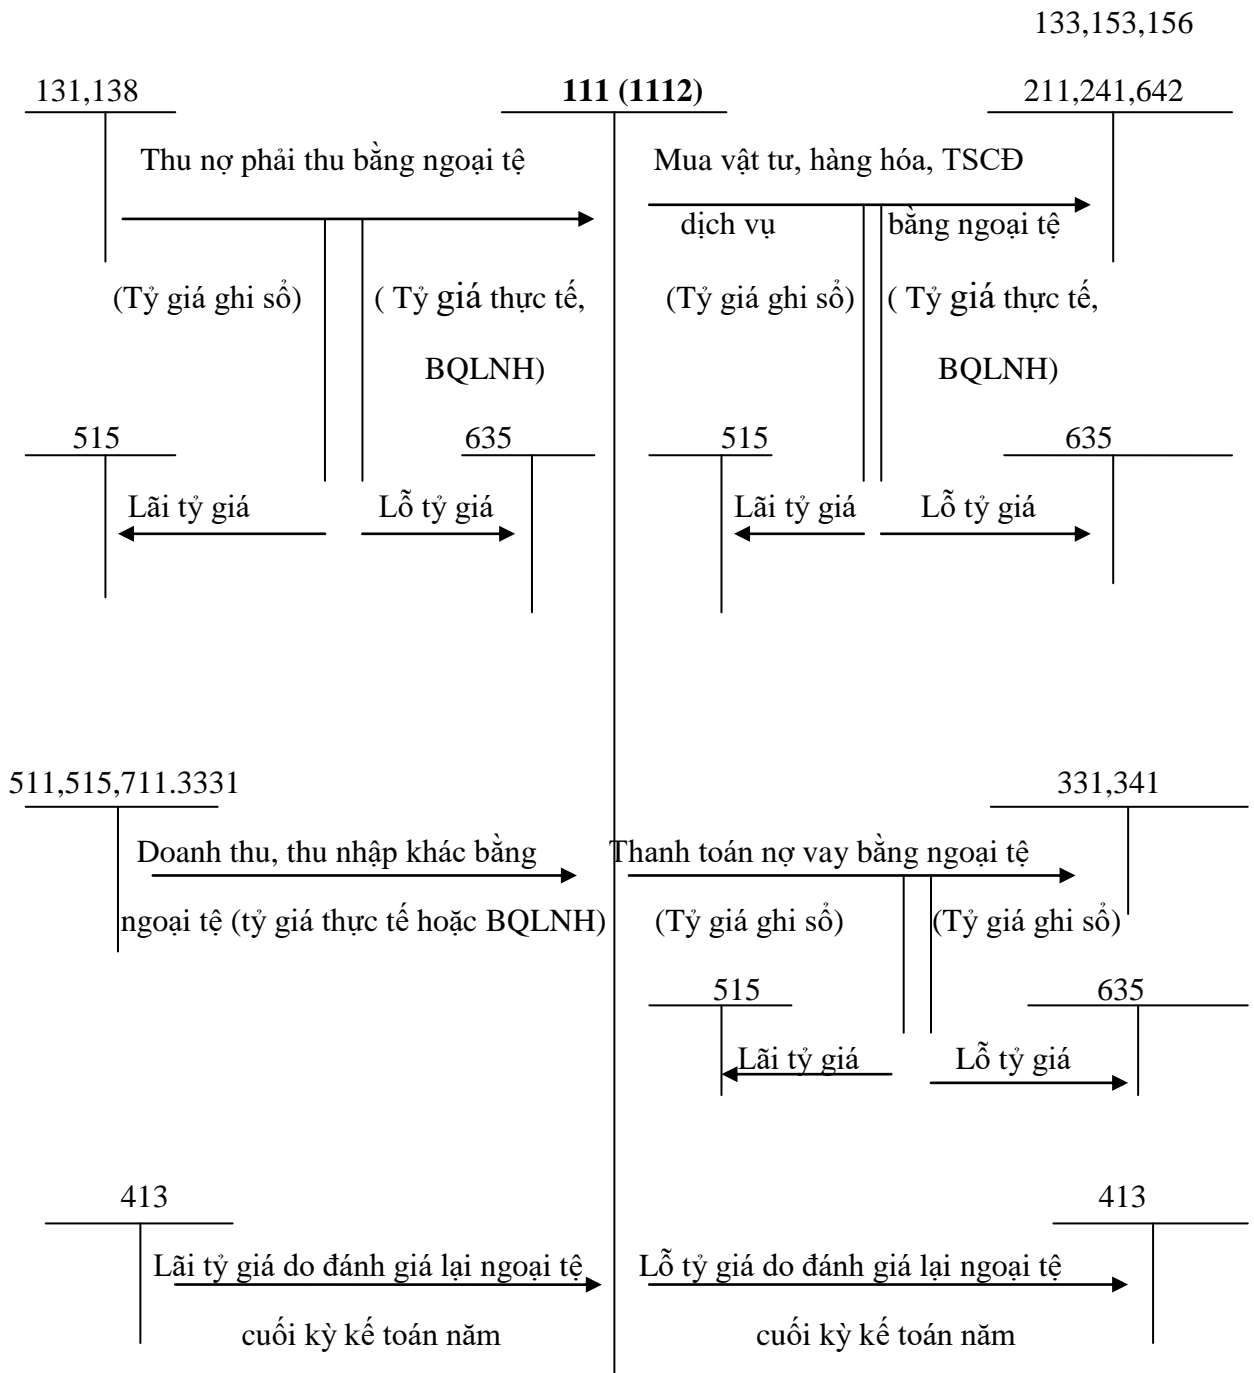 133,153,156
131,138 111 (1112) 211,241,642
Thu nợ phải thu bằng ngoại tệ Mua vật tư, hàng hóa, TSCĐ
dịch vụ bằng ngoại tệ
(Tỷ giá ghi sổ) ( Tỷ giá thực tế, (Tỷ giá ghi sổ) ( Tỷ giá thực tế,
BQLNH) BQLNH)
515 635 515 635
Lãi tỷ giá Lỗ tỷ giá Lãi tỷ giá Lỗ tỷ giá
511,515,711.3331 331,341
Doanh thu, thu nhập khác bằng Thanh toán nợ vay bằng ngoại tệ
ngoại tệ (tỷ giá thực tế hoặc BQLNH) (Tỷ giá ghi sổ) (Tỷ giá ghi sổ)
515 635
Lãi tỷ giá Lỗ tỷ giá
413 413
Lãi tỷ giá do đánh giá lại ngoại tệ Lỗ tỷ giá do đánh giá lại ngoại tệ
cuối kỳ kế toán năm cuối kỳ kế toán năm